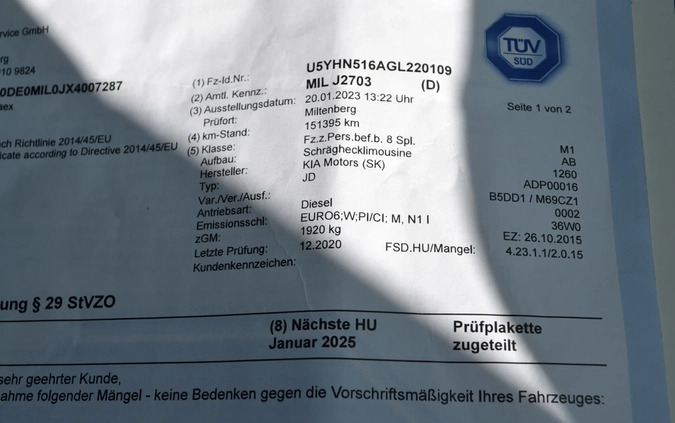 rvice GmbH
rg
10 9824
0DE0MIL0JX4007287
aex
ch Richtlinie 2014/45/EU
icate according to Directive 2014/45/EU
TÜV
SÜD
Seite 1 von 2
(1) Fz-Id.Nr.: U5YHN516AGL220109
(2) Amtl. Kennz.: MIL J2703 (D)
(3) Ausstellungsdatum: 20.01.2023 13:22 Uhr
Prüfort: Miltenberg
(4) km-Stand: 151395 km
(5) Klasse: Fz.z.Pers.bef.b. 8 Spl. M1
Aufbau: Schräghecklimousine AB
Hersteller: KIA Motors (SK) 1260
Typ: JD ADP00016
Var./Ver./Ausf.: B5DD1 / M69CZ1
Antriebsart: Diesel 0002
Emissionsschl: EURO6;W;PI/CI; M, N1 I 36W0
zGM: 1920 kg EZ: 26.10.2015
Letzte Prüfung: 12.2020 FSD.HU/Mangel: 4.23.1.1/2.0.15
Kundenkennzeichen:
ung § 29 StVZO
(8) Nächste HU Prüfplakette
Januar 2025 zugeteilt
sehr geehrter Kunde,
ahme folgender Mängel - keine Bedenken gegen die Vorschriftsmäßigkeit Ihres Fahrzeuges: